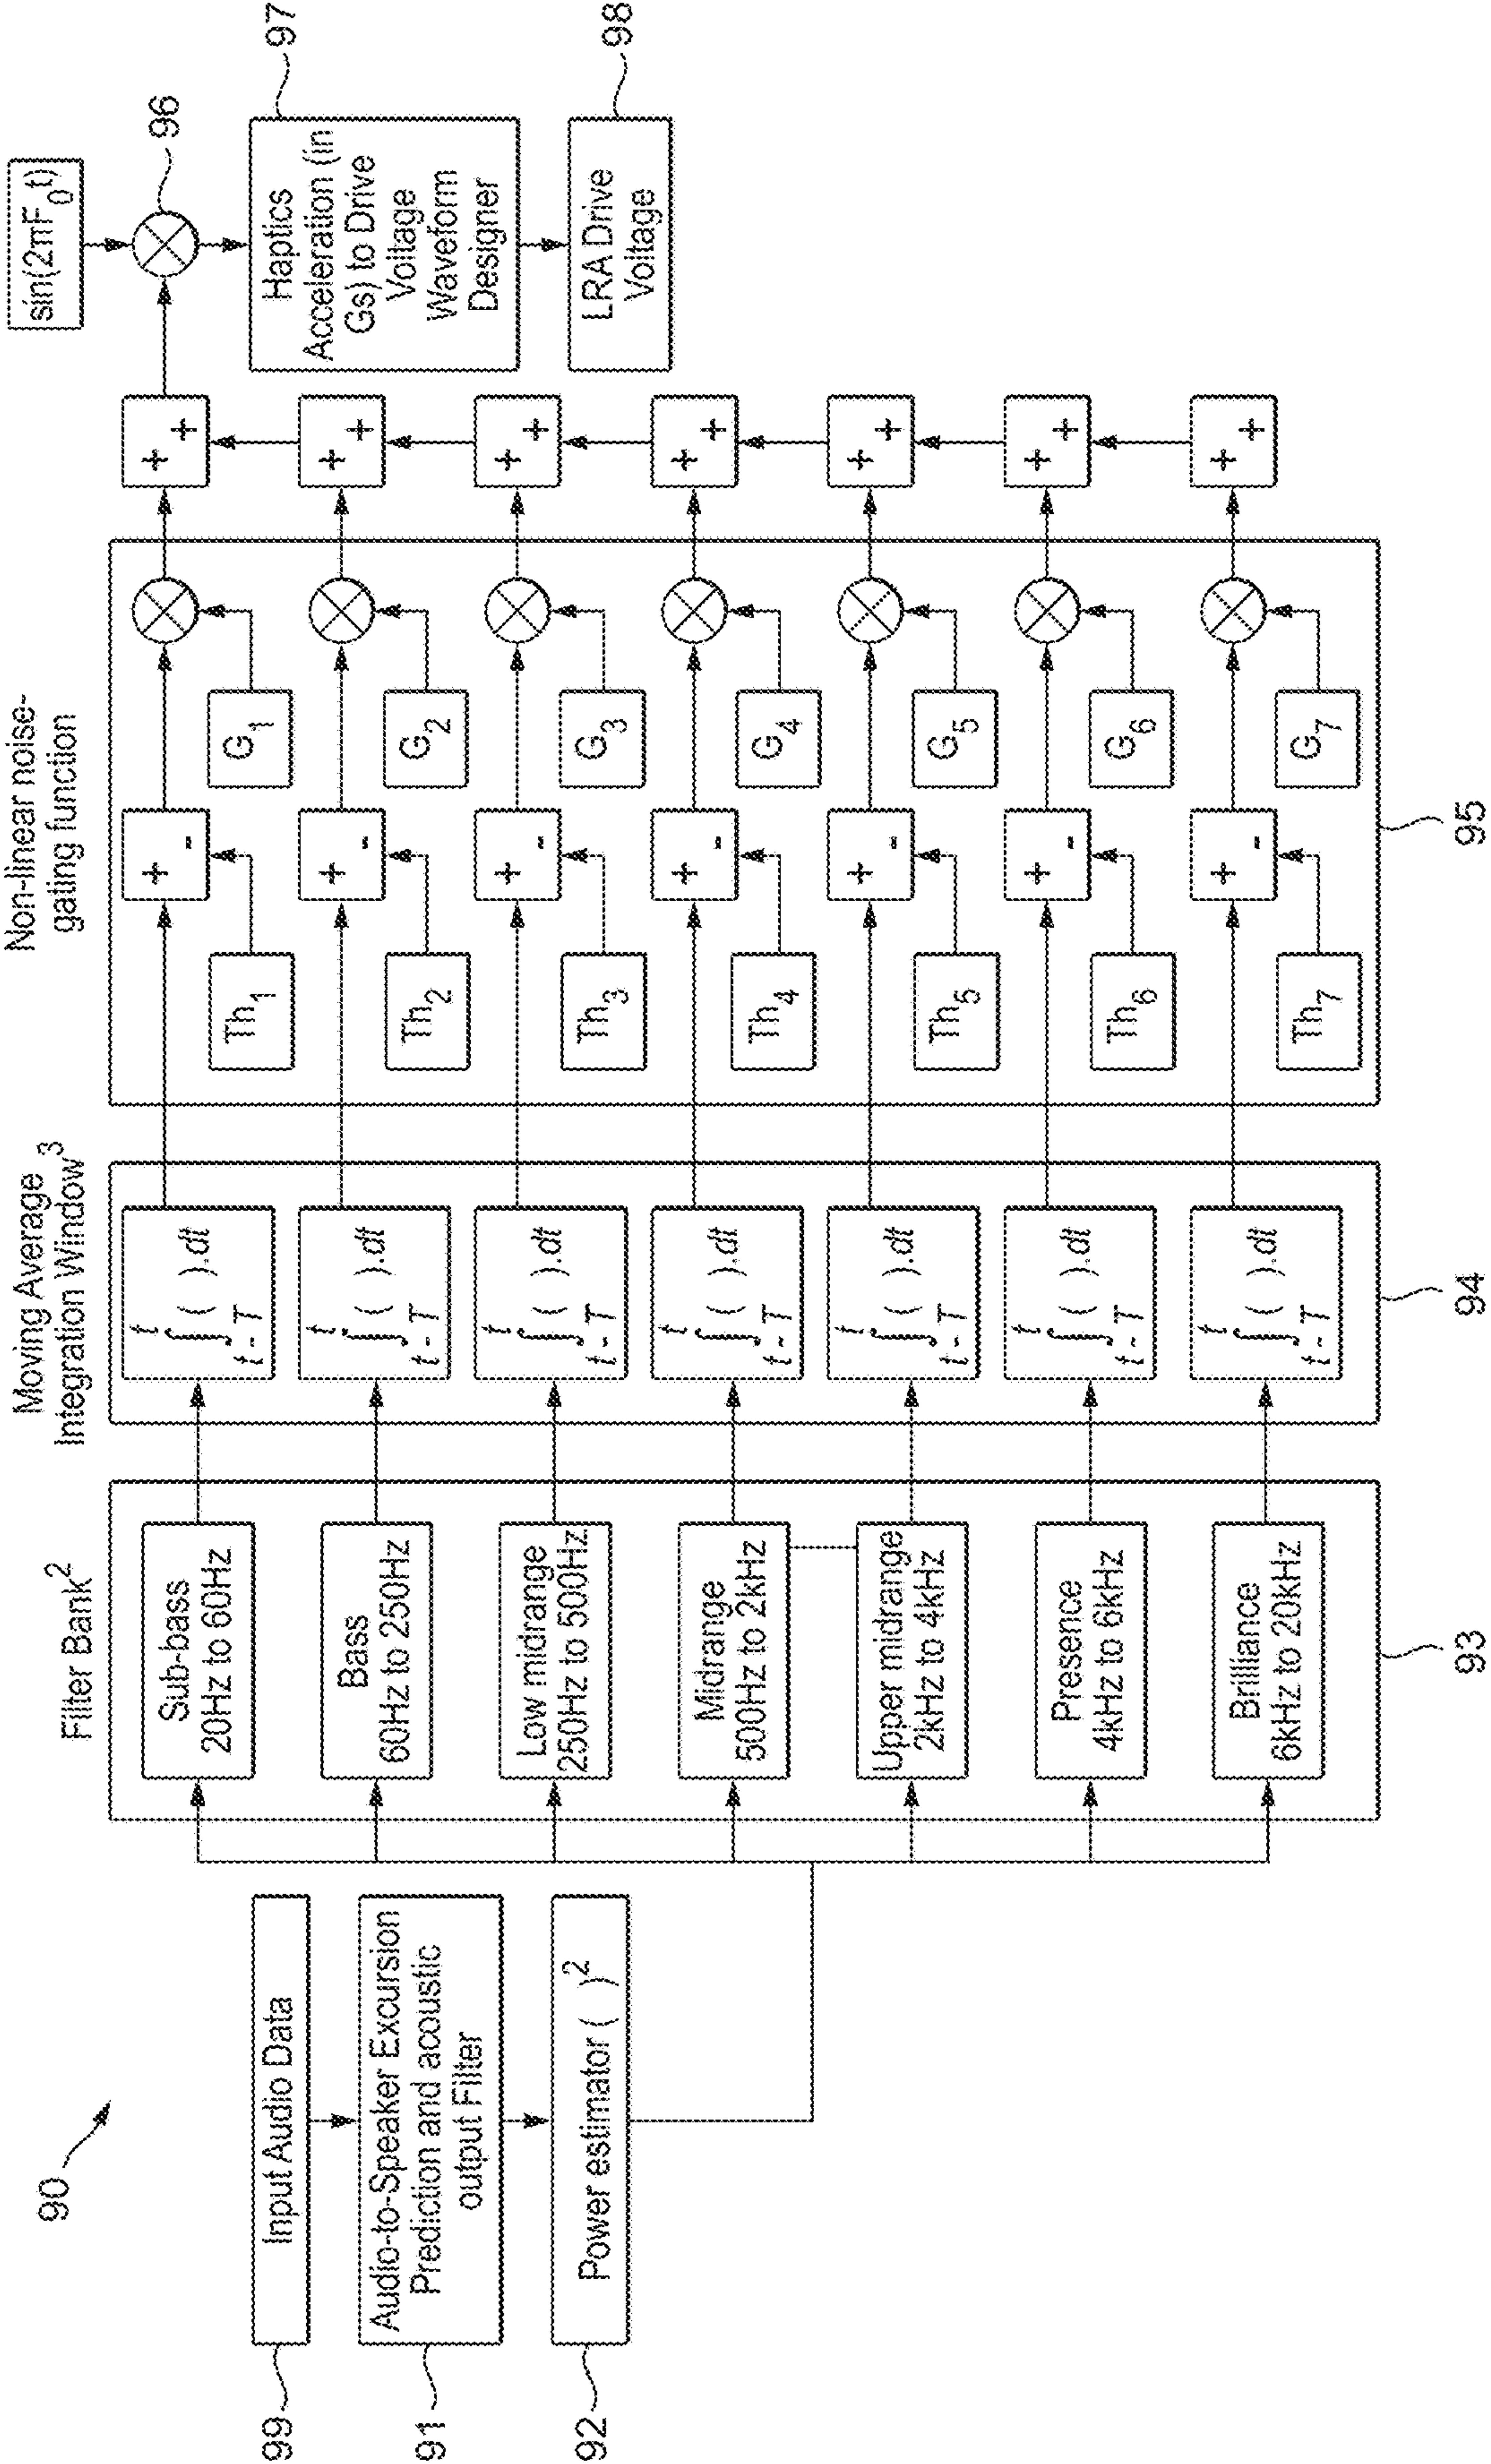 90
99
Input Audio Data
91
Audio-to-Speaker Excursion
Prediction and acoustic
output Filter
92
Power estimator ( )²
Filter Bank²
Sub-bass
20Hz to 60Hz
Bass
60Hz to 250Hz
Low midrange
250Hz to 500Hz
Midrange
500Hz to 2kHz
Upper midrange
2kHz to 4kHz
Presence
4kHz to 6kHz
Brilliance
6kHz to 20kHz
93
Moving Average
Integration Window³
t
∫ ( ).dt
t - T
t
∫ ( ).dt
t - T
t
∫ ( ).dt
t - T
t
∫ ( ).dt
t - T
t
∫ ( ).dt
t - T
t
∫ ( ).dt
t - T
t
∫ ( ).dt
t - T
94
Non-linear noise-
gating function
Th₁
+ -
G₁
Th₂
+ -
G₂
Th₃
+ -
G₃
Th₄
+ -
G₄
Th₅
+ -
G₅
Th₆
+ -
G₆
Th₇
+ -
G₇
95
+ +
+ +
+ +
+ +
+ +
+ +
+ +
sin(2πF₀t)
96
Haptics
Acceleration (in
Gs) to Drive
Voltage
Waveform
Designer
97
LRA Drive
Voltage
98